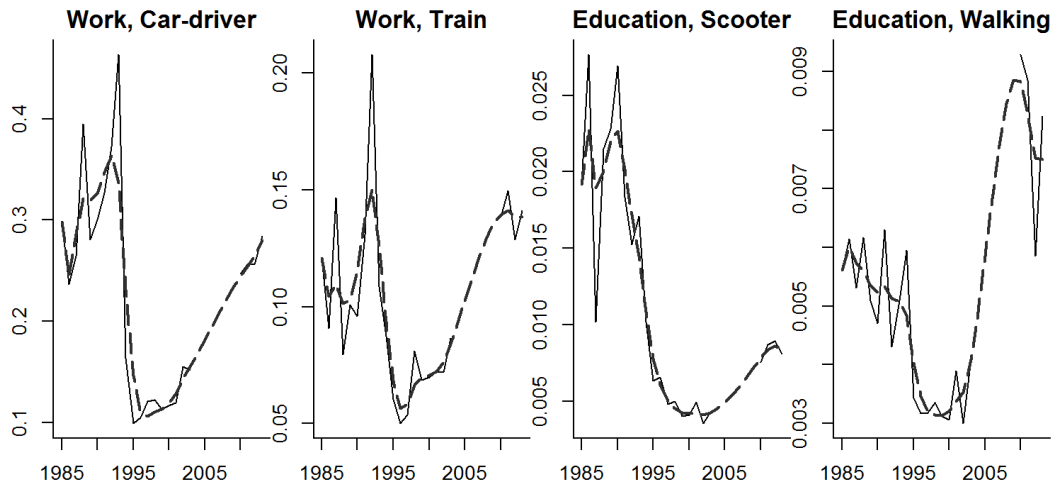 Work, Car-driver
0.4
0.3
0.2
0.1
1985 1995 2005
Work, Train
0.20
0.15
0.10
0.05
1985 1995 2005
Education, Scooter
0.025
0.020
0.015
0.010
0.005
1985 1995 2005
Education, Walking
0.009
0.007
0.005
0.003
1985 1995 2005